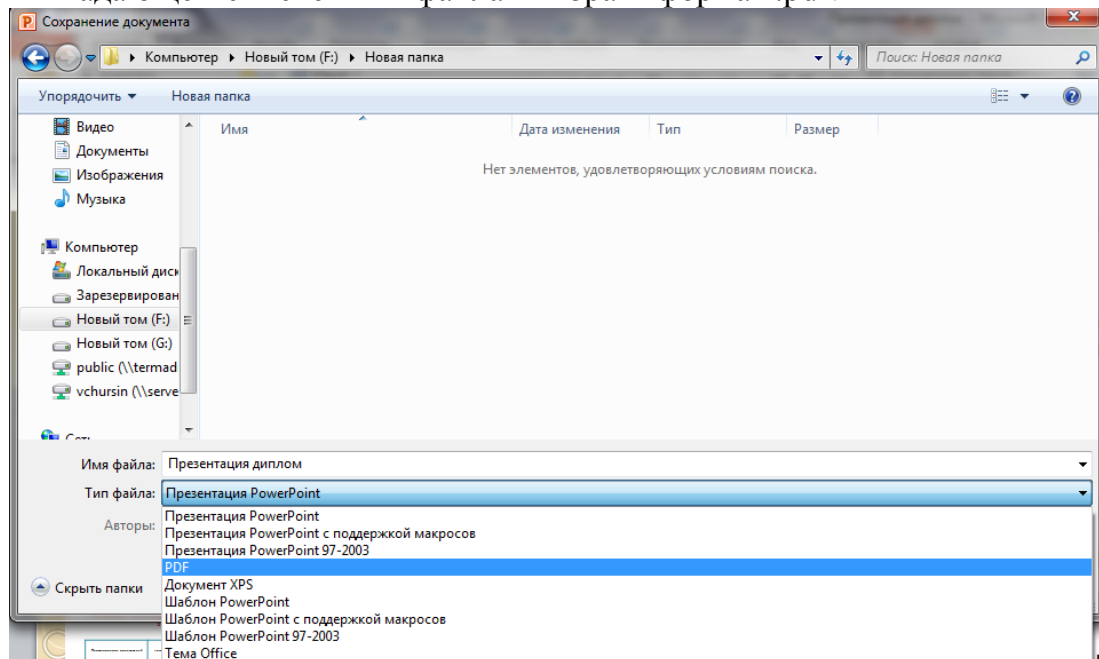 Сохранение документа
Компьютер Новый том (F:) Новая папка
Поиск: Новая папка
Упорядочить Новая папка
Имя Дата изменения Тип Размер
Нет элементов, удовлетворяющих условиям поиска.
Видео
Документы
Изображения
Музыка
Компьютер
Локальный диск
Зарезервирован
Новый том (F:)
Новый том (G:)
public (\\termad
vchursin (\\serve
Имя файла: Презентация диплом
Тип файла: Презентация PowerPoint
Авторы:
Презентация PowerPoint
Презентация PowerPoint с поддержкой макросов
Презентация PowerPoint 97-2003
PDF
Документ XPS
Шаблон PowerPoint
Шаблон PowerPoint с поддержкой макросов
Шаблон PowerPoint 97-2003
Тема Office
Скрыть папки